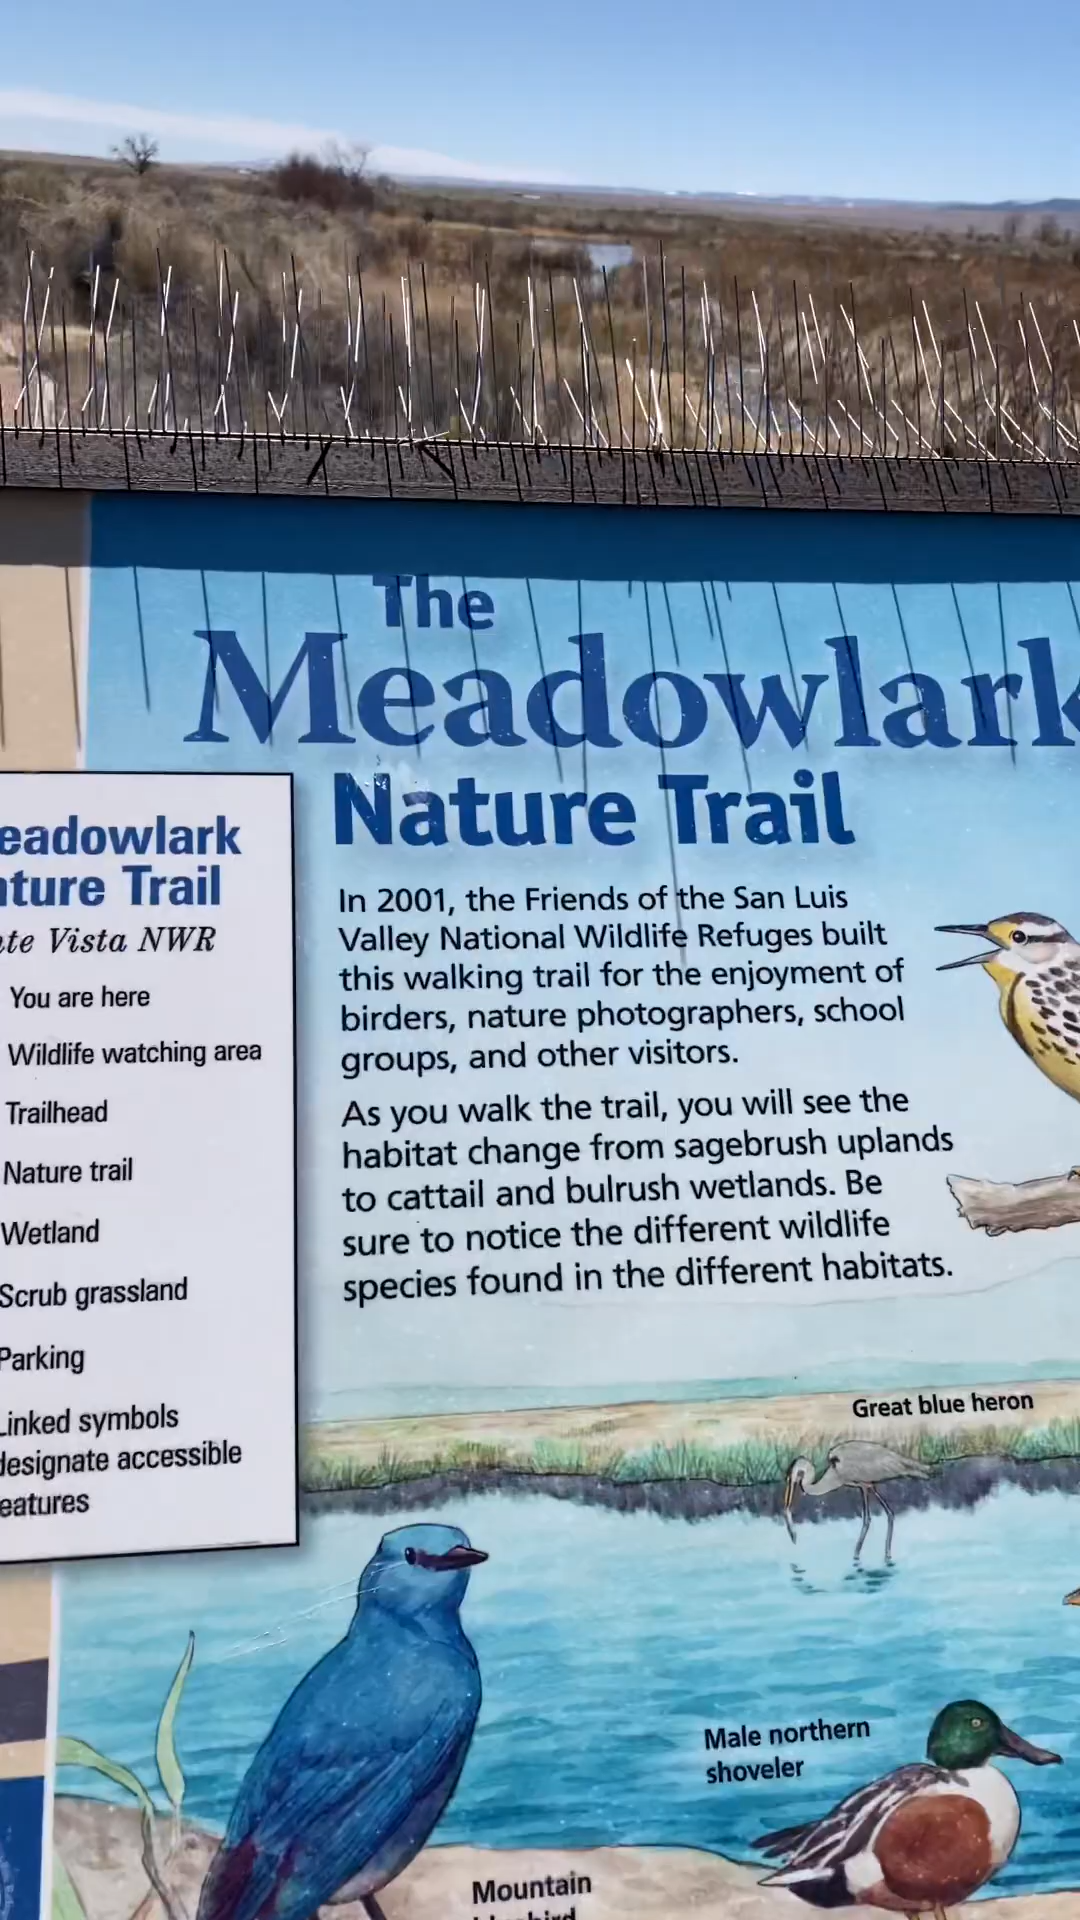 The
Meadowlark
Nature Trail
In 2001, the Friends of the San Luis
Valley National Wildlife Refuges built
this walking trail for the enjoyment of
birders, nature photographers, school
groups, and other visitors.
As you walk the trail, you will see the
habitat change from sagebrush uplands
to cattail and bulrush wetlands. Be
sure to notice the different wildlife
species found in the different habitats.
eadowlark
ature Trail
te Vista NWR
You are here
Wildlife watching area
Trailhead
Nature trail
Wetland
Scrub grassland
Parking
Linked symbols
designate accessible
eatures
Great blue heron
Male northern
shoveler
Mountain